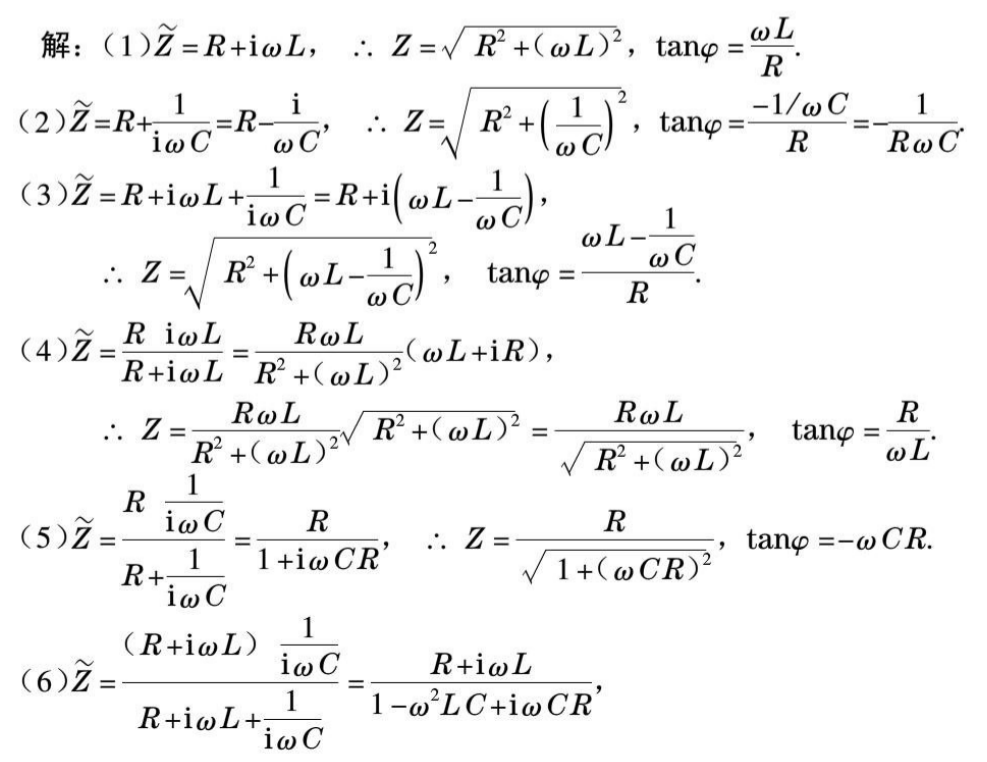 解：(1) $\widetilde{Z}=R+\mathrm{i}\omega L$， ∴ $Z=\sqrt{R^2+(\omega L)^2}$，$\tan\varphi=\frac{\omega L}{R}$.
(2) $\widetilde{Z}=R+\frac{1}{\mathrm{i}\omega C}=R-\frac{\mathrm{i}}{\omega C}$， ∴ $Z=\sqrt{R^2+\left(\frac{1}{\omega C}\right)^2}$，$\tan\varphi=\frac{-1/\omega C}{R}=-\frac{1}{R\omega C}$.
(3) $\widetilde{Z}=R+\mathrm{i}\omega L+\frac{1}{\mathrm{i}\omega C}=R+\mathrm{i}\left(\omega L-\frac{1}{\omega C}\right)$，
∴ $Z=\sqrt{R^2+\left(\omega L-\frac{1}{\omega C}\right)^2}$， $\tan\varphi=\frac{\omega L-\frac{1}{\omega C}}{R}$.
(4) $\widetilde{Z}=\frac{R\ \mathrm{i}\omega L}{R+\mathrm{i}\omega L}=\frac{R\omega L}{R^2+(\omega L)^2}(\omega L+\mathrm{i}R)$，
∴ $Z=\frac{R\omega L}{R^2+(\omega L)^2}\sqrt{R^2+(\omega L)^2}=\frac{R\omega L}{\sqrt{R^2+(\omega L)^2}}$， $\tan\varphi=\frac{R}{\omega L}$.
(5) $\widetilde{Z}=\frac{R\ \frac{1}{\mathrm{i}\omega C}}{R+\frac{1}{\mathrm{i}\omega C}}=\frac{R}{1+\mathrm{i}\omega CR}$， ∴ $Z=\frac{R}{\sqrt{1+(\omega CR)^2}}$，$\tan\varphi=-\omega CR$.
(6) $\widetilde{Z}=\frac{(R+\mathrm{i}\omega L)\ \frac{1}{\mathrm{i}\omega C}}{R+\mathrm{i}\omega L+\frac{1}{\mathrm{i}\omega C}}=\frac{R+\mathrm{i}\omega L}{1-\omega^2LC+\mathrm{i}\omega CR}$，